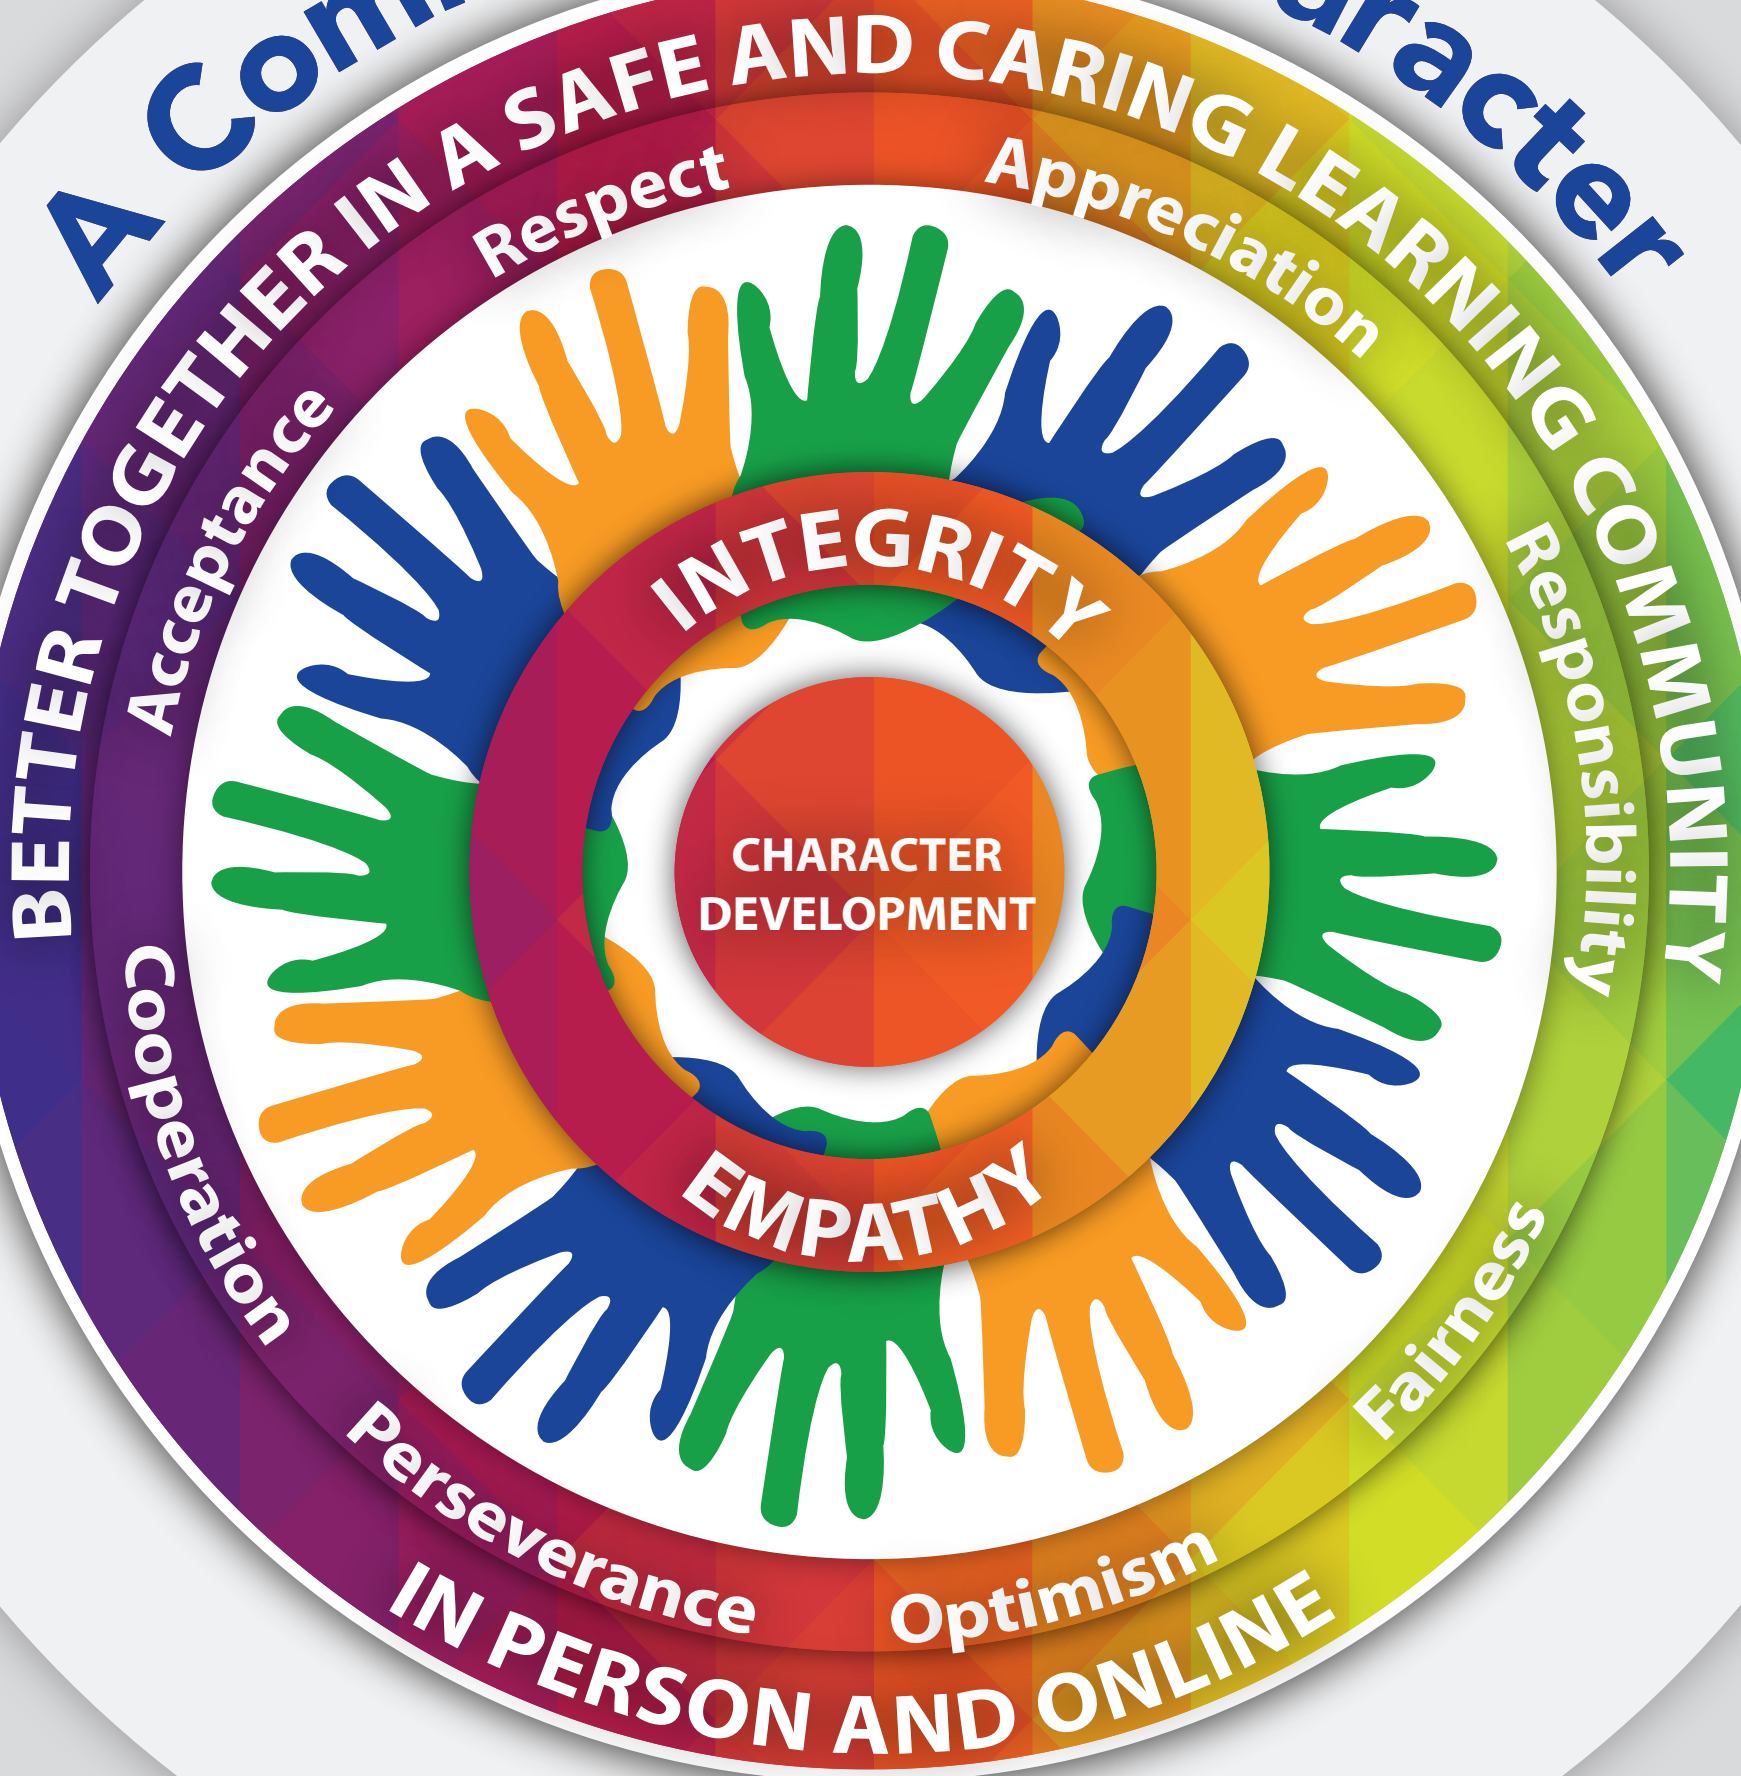 A
BETTER TOGETHER IN A SAFE AND CARING LEARNING COMMUNITY
Respect
Appreciation
Responsibility
Fairness
Optimism
Perseverance
Cooperation
Acceptance
INTEGRITY
CHARACTER
DEVELOPMENT
EMPATHY
IN PERSON AND ONLINE